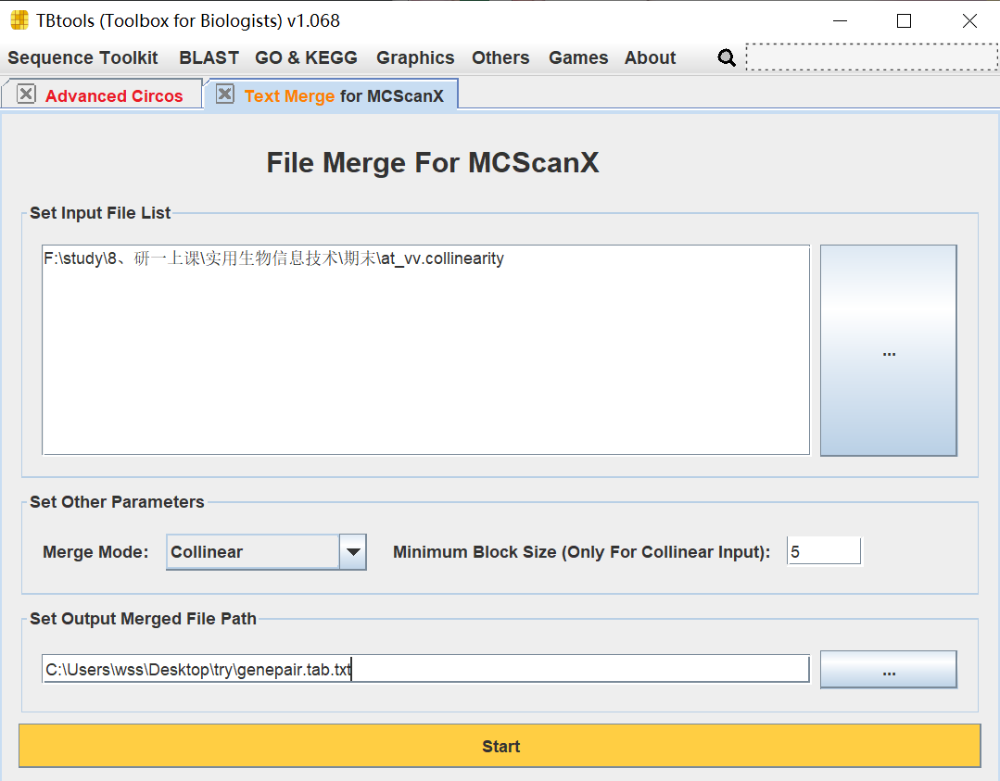 TBtools (Toolbox for Biologists) v1.068
Sequence Toolkit BLAST GO & KEGG Graphics Others Games About
Advanced Circos Text Merge for MCScanX
File Merge For MCScanX
Set Input File List
F:\study\8、研一上课\实用生物信息技术\期末\at_vv.collinearity
...
Set Other Parameters
Merge Mode: Collinear Minimum Block Size (Only For Collinear Input): 5
Set Output Merged File Path
C:\Users\wss\Desktop\try\genepair.tab.txt ...
Start